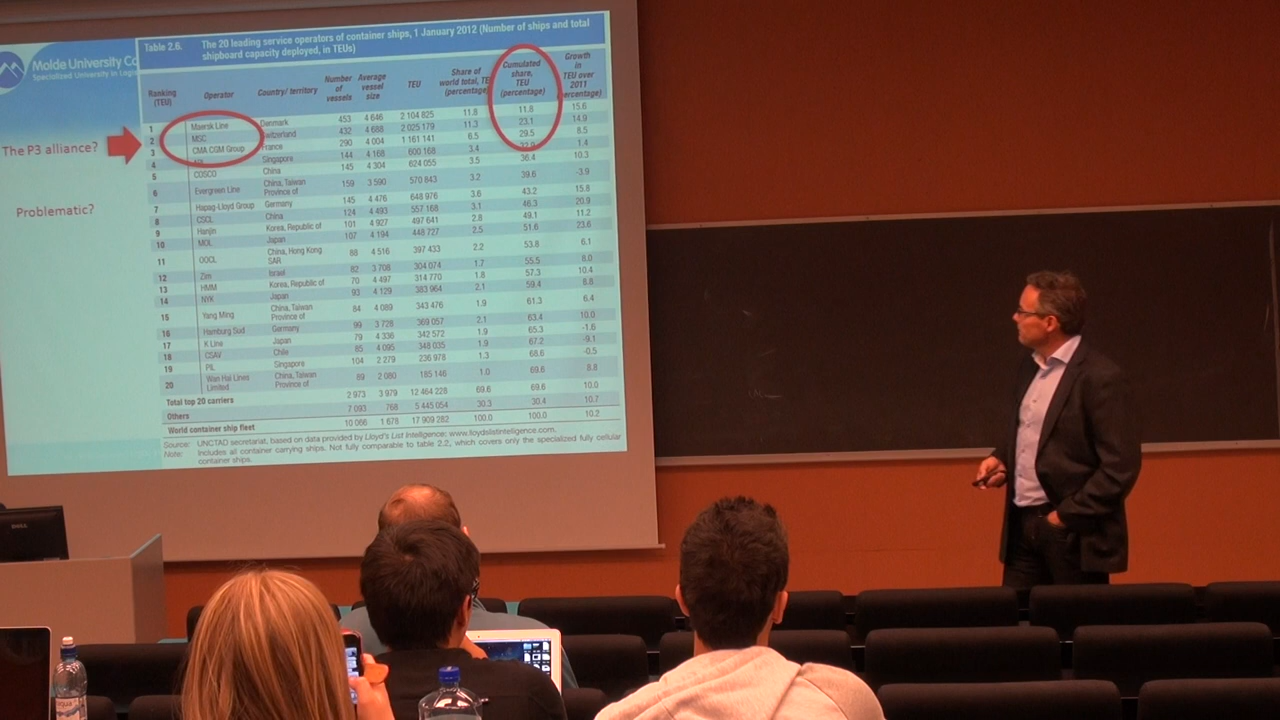 Molde University Co
Specialized University in Logis
Table 2.6. The 20 leading service operators of container ships, 1 January 2012 (Number of ships and total
shipboard capacity deployed, in TEUs)
Ranking (TEU) Operator Country/territory Number of vessels Average vessel size TEU Share of world total, TE (percentage) Cumulated share, TEU (percentage) Growth in TEU over 2011 percentage)
1 Maersk Line Denmark 453 4 646 2 104 825 11.8 11.8 15.6
2 MSC witzerland 432 4 688 2 025 179 11.3 23.1 14.9
3 CMA CGM Group France 290 4 004 1 161 141 6.5 29.5 8.5
4 Singapore 144 4 168 600 168 3.4 32.9 1.4
5 COSCO China 145 4 304 624 055 3.5 36.4 10.3
6 Evergreen Line China, Taiwan Province of 159 3 590 570 843 3.2 39.6 -3.9
7 Hapag-Lloyd Group Germany 145 4 476 648 976 3.6 43.2 15.8
8 CSCL China 124 4 493 557 168 3.1 46.3 20.9
9 Hanjin Korea, Republic of 101 4 927 497 641 2.8 49.1 11.2
10 MOL Japan 107 4 194 448 727 2.5 51.6 23.6
11 OOCL China, Hong Kong SAR 88 4 516 397 433 2.2 53.8 6.1
12 Zim Israel 82 3 708 304 074 1.7 55.5 8.0
13 HMM Korea, Republic of 70 4 497 314 770 1.8 57.3 10.4
14 NYK Japan 93 4 129 383 964 2.1 59.4 8.8
15 Yang Ming China, Taiwan Province of 84 4 089 343 476 1.9 61.3 6.4
16 Hamburg Sud Germany 99 3 728 369 057 2.1 63.4 10.0
17 K Line Japan 79 4 336 342 572 1.9 65.3 -1.6
18 CSAV Chile 85 4 095 348 035 1.9 67.2 -9.1
19 PIL Singapore 104 2 279 236 978 1.3 68.6 -0.5
20 Wan Hai Lines Limited China, Taiwan Province of 89 2 080 185 146 1.0 69.6 8.8
Total top 20 carriers 2 973 3 979 12 464 228 69.6 69.6 10.0
Others 7 093 768 5 445 054 30.3 30.4 10.7
World container ship fleet 10 066 1 678 17 909 282 100.0 100.0 10.2
Source: UNCTAD secretariat, based on data provided by Lloyd's List Intelligence: www.lloydslistintelligence.com.
Note: Includes all container carrying ships. Not fully comparable to table 2.2, which covers only the specialized fully cellular
container ships.
The P3 alliance?
Problematic?
DELL